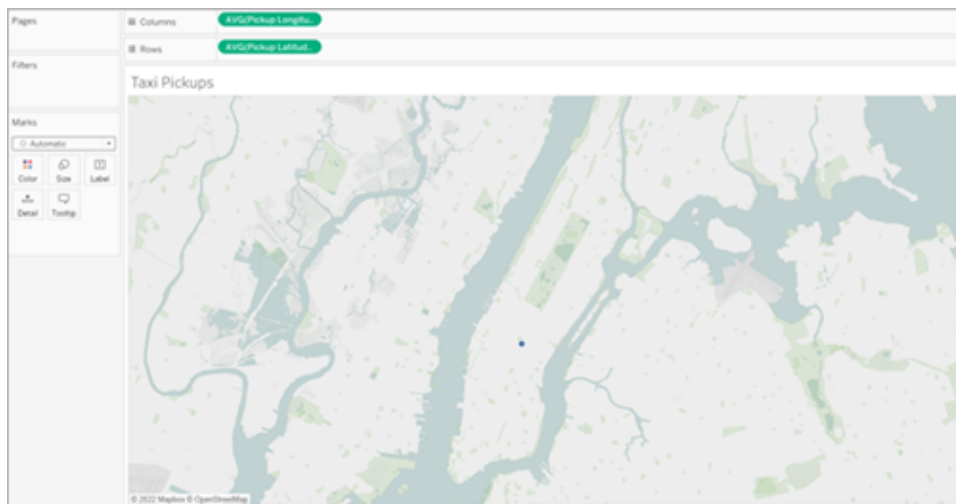 Pages
Columns
AVG(Pickup Longitu..
Rows
AVG(Pickup Latitud..
Filters
Taxi Pickups
Marks
Automatic
Color
Size
Label
Detail
Tooltip
© 2022 Mapbox © OpenStreetMap